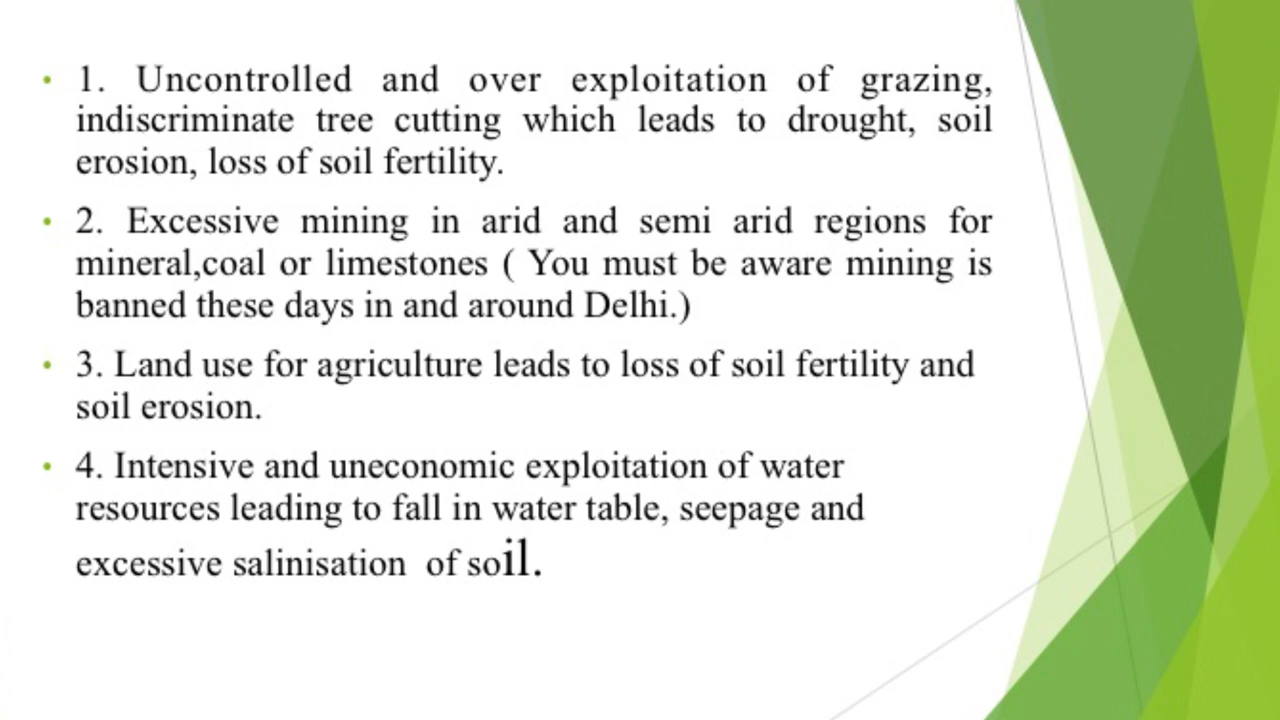 • 1. Uncontrolled and over exploitation of grazing,
indiscriminate tree cutting which leads to drought, soil
erosion, loss of soil fertility.
• 2. Excessive mining in arid and semi arid regions for
mineral,coal or limestones ( You must be aware mining is
banned these days in and around Delhi.)
• 3. Land use for agriculture leads to loss of soil fertility and
soil erosion.
• 4. Intensive and uneconomic exploitation of water
resources leading to fall in water table, seepage and
excessive salinisation of soil.